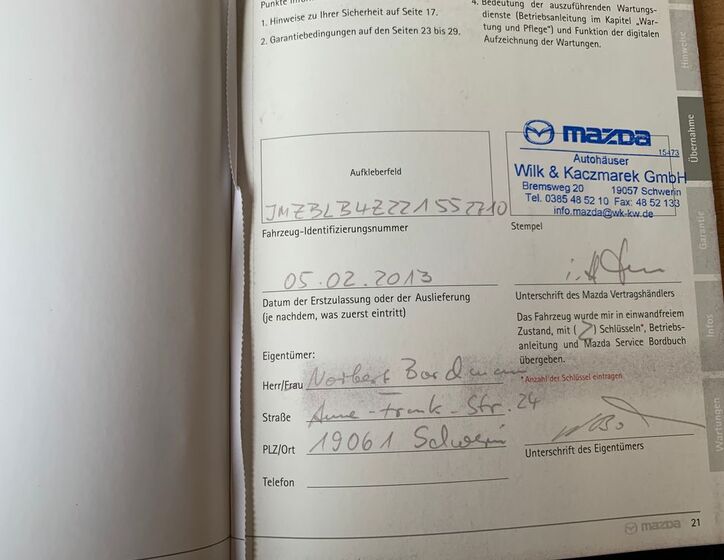 Punkte
1. Hinweise zu Ihrer Sicherheit auf Seite 17.
2. Garantiebedingungen auf den Seiten 23 bis 29.
4. Bedeutung der auszuführenden Wartungs-
dienste (Betriebsanleitung im Kapitel „War-
tung und Pflege“) und Funktion der digitalen
Aufzeichnung der Wartungen.
Hinweise
Übernahme
Garantie
Infos
Wartungen
Aufkleberfeld
JMZBLB4Z221552710
Fahrzeug-Identifizierungsnummer
mazda
15473
Autohäuser
Wilk & Kaczmarek GmbH
Bremsweg 20 19057 Schwerin
Tel. 0385 48 52 10 Fax: 48 52 133
info.mazda@wk-kw.de
Stempel
05.02.2013
Datum der Erstzulassung oder der Auslieferung
(je nachdem, was zuerst eintritt)
Unterschrift des Mazda Vertragshändlers
Das Fahrzeug wurde mir in einwandfreiem
Zustand, mit (2) Schlüsseln*, Betriebs-
anleitung und Mazda Service Bordbuch
übergeben.
*Anzahl der Schlüssel eintragen
Eigentümer:
Herr/Frau Norbert Bordmann
Straße Anne-Frank-Str. 24
PLZ/Ort 19061 Schwerin
Telefon
Unterschrift des Eigentümers
mazda 21